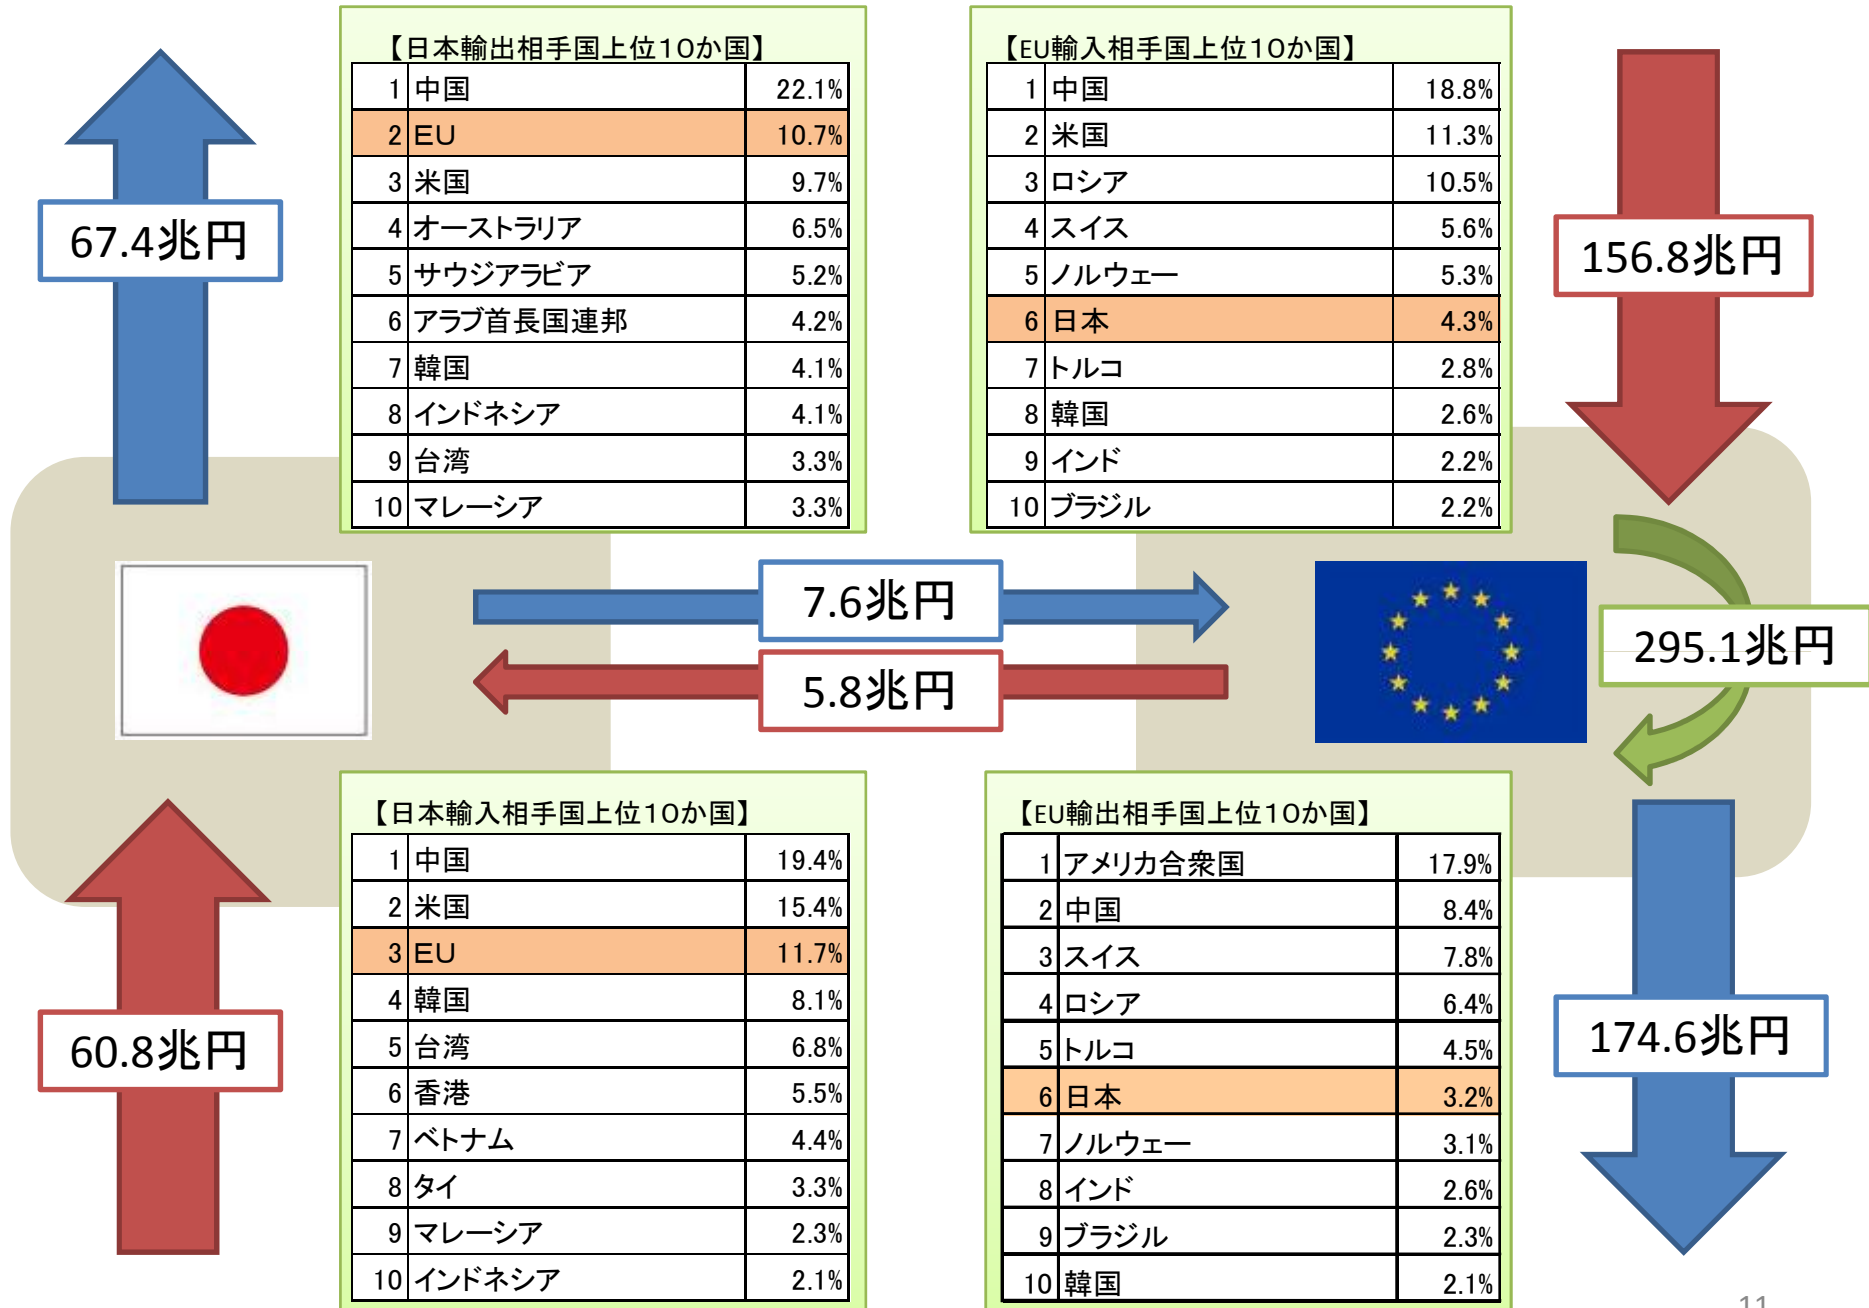 【日本輸出相手国上位10か国】
1 中国 22.1%
2 EU 10.7%
3 米国 9.7%
4 オーストラリア 6.5%
5 サウジアラビア 5.2%
6 アラブ首長国連邦 4.2%
7 韓国 4.1%
8 インドネシア 4.1%
9 台湾 3.3%
10 マレーシア 3.3%
【EU輸入相手国上位10か国】
1 中国 18.8%
2 米国 11.3%
3 ロシア 10.5%
4 スイス 5.6%
5 ノルウェー 5.3%
6 日本 4.3%
7 トルコ 2.8%
8 韓国 2.6%
9 インド 2.2%
10 ブラジル 2.2%
67.4兆円
156.8兆円
7.6兆円
5.8兆円
295.1兆円
【日本輸入相手国上位10か国】
1 中国 19.4%
2 米国 15.4%
3 EU 11.7%
4 韓国 8.1%
5 台湾 6.8%
6 香港 5.5%
7 ベトナム 4.4%
8 タイ 3.3%
9 マレーシア 2.3%
10 インドネシア 2.1%
【EU輸出相手国上位10か国】
1 アメリカ合衆国 17.9%
2 中国 8.4%
3 スイス 7.8%
4 ロシア 6.4%
5 トルコ 4.5%
6 日本 3.2%
7 ノルウェー 3.1%
8 インド 2.6%
9 ブラジル 2.3%
10 韓国 2.1%
60.8兆円
174.6兆円
11